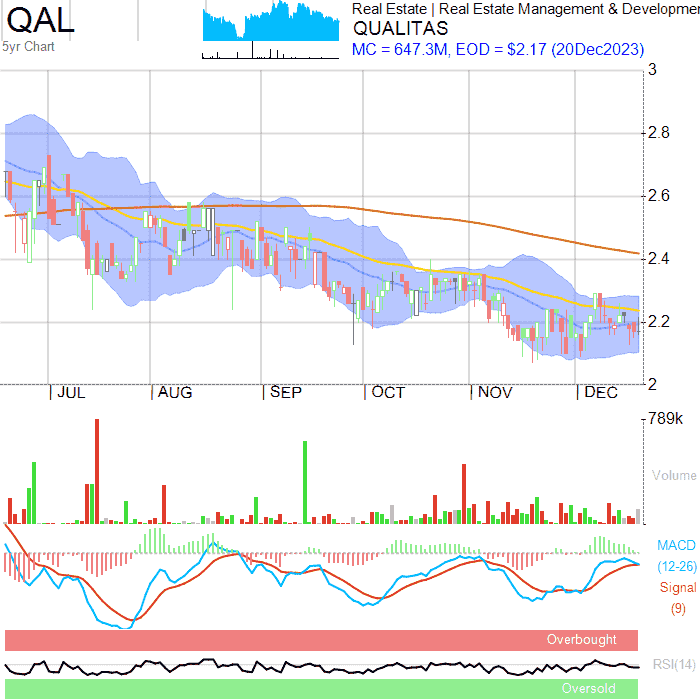 QAL
5yr Chart
Real Estate | Real Estate Management & Developmen
QUALITAS
MC = 647.3M, EOD = $2.17 (20Dec2023)
3
2.8
2.6
2.4
2.2
2
JUL
AUG
SEP
OCT
NOV
DEC
789k
Volume
MACD
(12-26)
Signal
(9)
Overbought
RSI(14)
Oversold